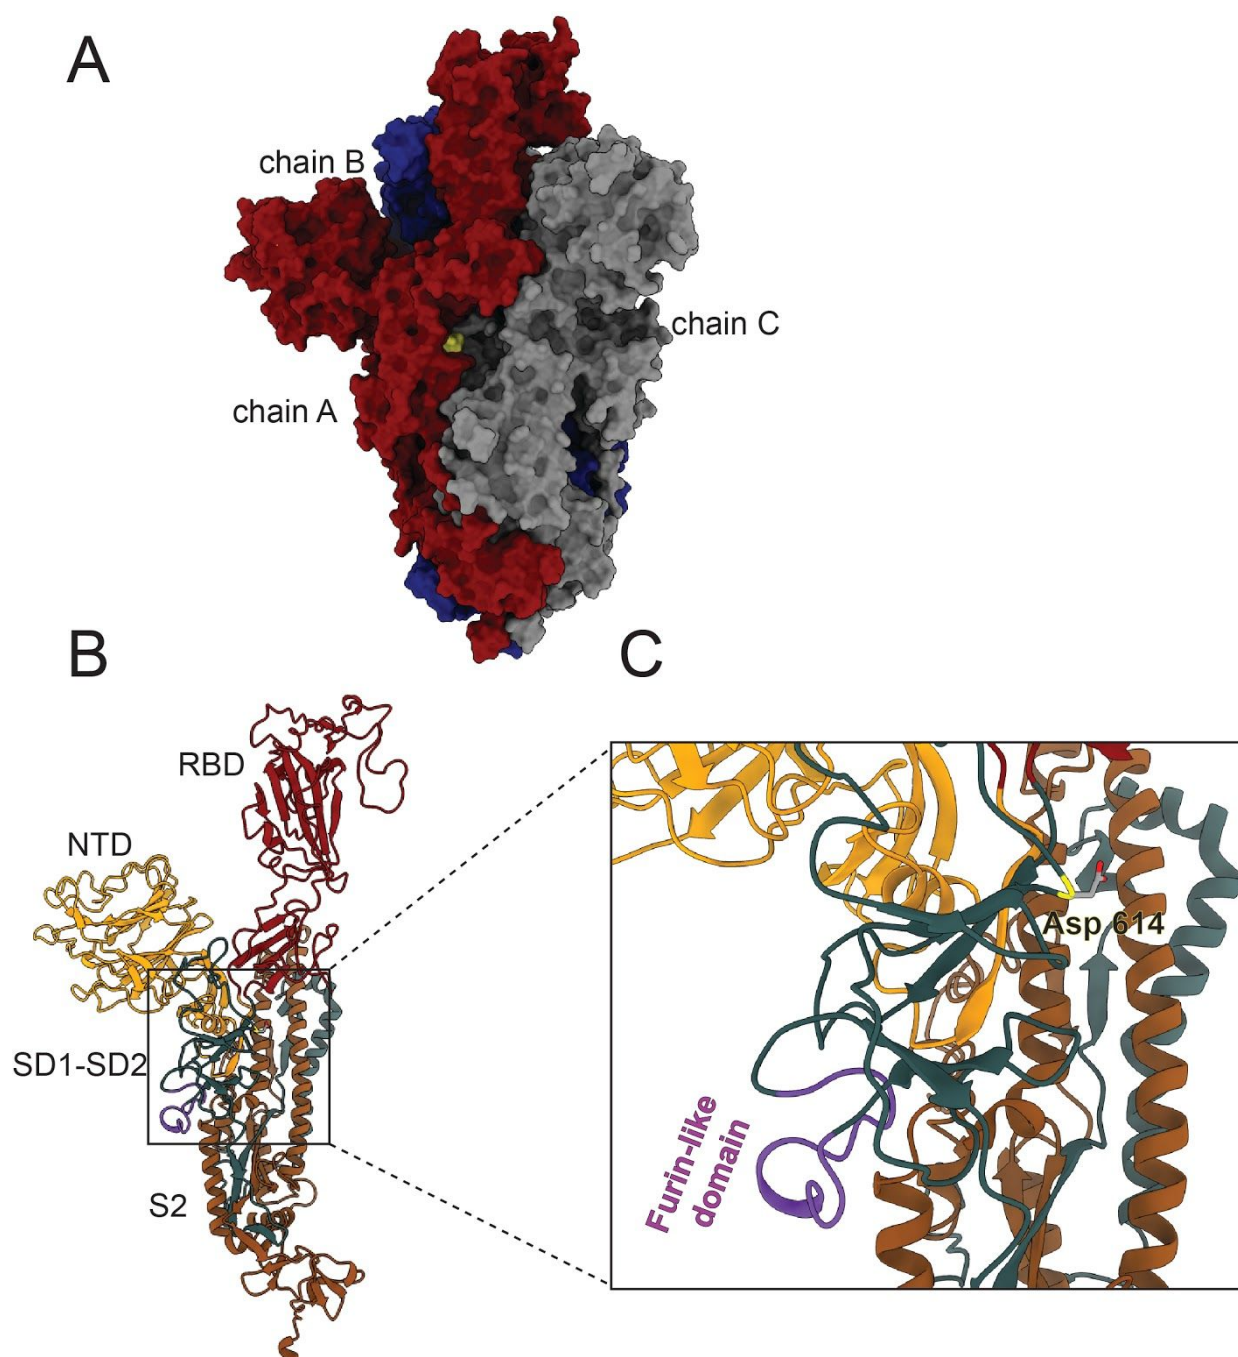 A
chain B
chain C
chain A
B
C
RBD
NTD
SD1-SD2
S2
Asp 614
Furin-like
domain